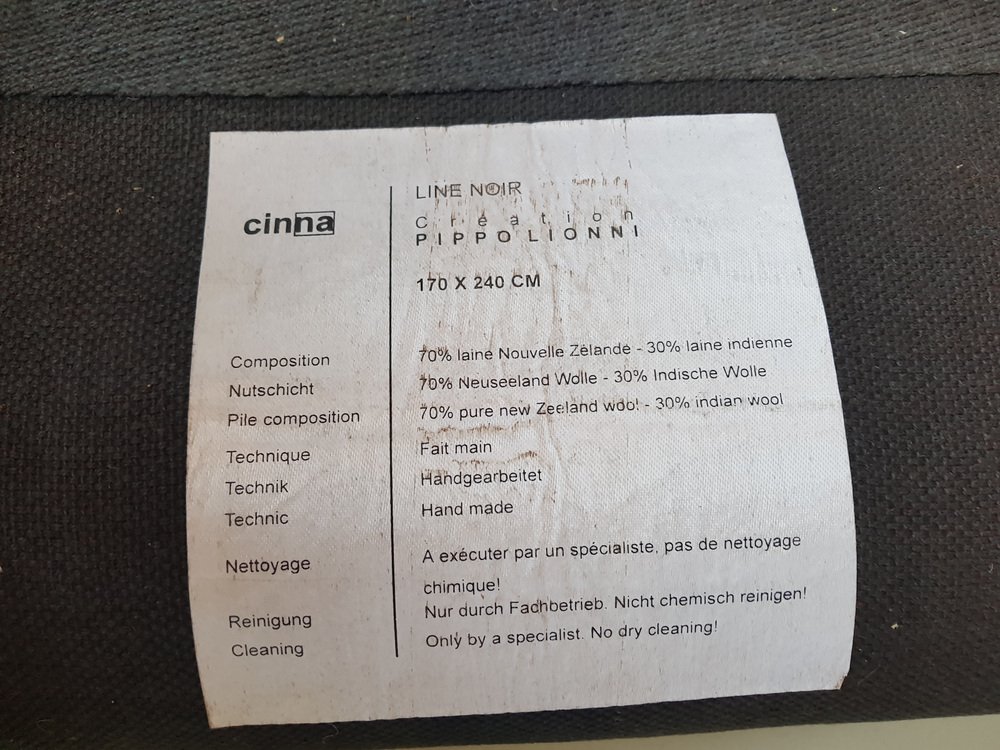 cinna
LINE NOIR
Création
PIPPO LIONNI
170 X 240 CM
Composition 70% laine Nouvelle Zélande - 30% laine indienne
Nutschicht 70% Neuseeland Wolle - 30% Indische Wolle
Pile composition 70% pure new Zeeland wool - 30% indian wool
Technique Fait main
Technik Handgearbeitet
Technic Hand made
Nettoyage A exécuter par un spécialiste, pas de nettoyage
chimique!
Reinigung Nur durch Fachbetrieb. Nicht chemisch reinigen!
Cleaning Only by a specialist. No dry cleaning!